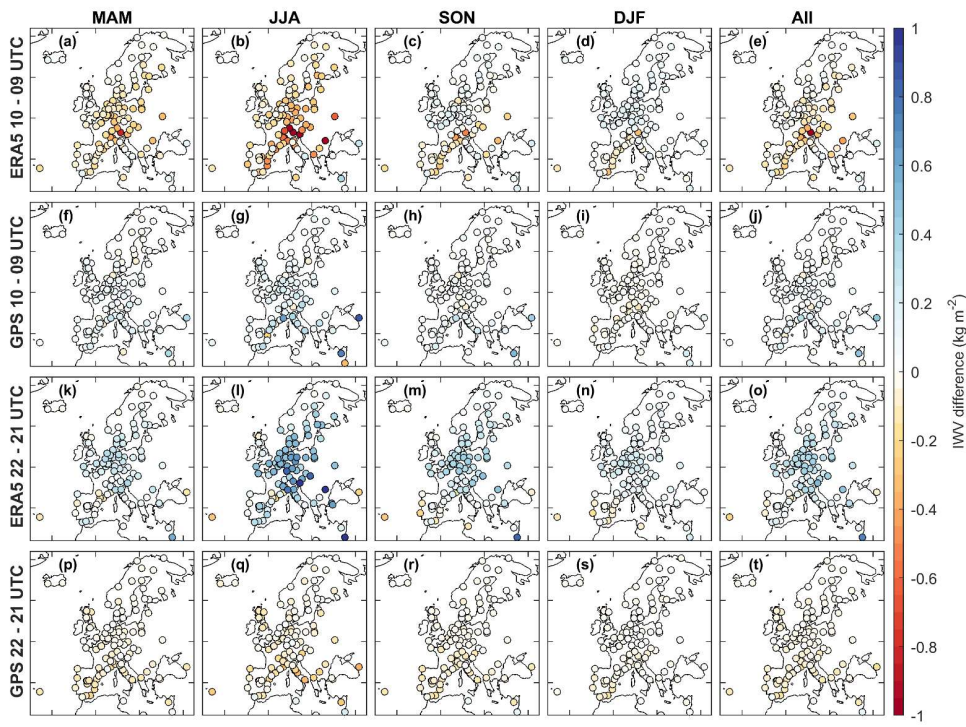 MAM JJA SON DJF All
ERA5 10 - 09 UTC
(a) (b) (c) (d) (e)
GPS 10 - 09 UTC
(f) (g) (h) (i) (j)
ERA5 22 - 21 UTC
(k) (l) (m) (n) (o)
GPS 22 - 21 UTC
(p) (q) (r) (s) (t)
1
0.8
0.6
0.4
0.2
0
-0.2
-0.4
-0.6
-0.8
-1
IWV difference (kg m⁻²)